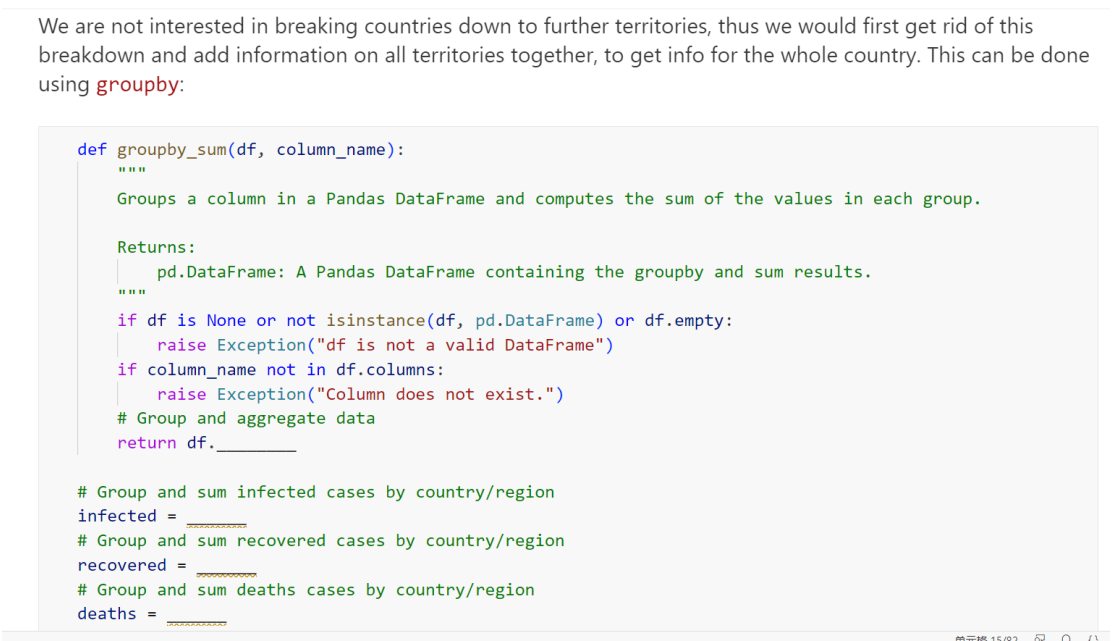 We are not interested in breaking countries down to further territories, thus we would first get rid of this
breakdown and add information on all territories together, to get info for the whole country. This can be done
using groupby:
def groupby_sum(df, column_name):
    """
    Groups a column in a Pandas DataFrame and computes the sum of the values in each group.

    Returns:
        pd.DataFrame: A Pandas DataFrame containing the groupby and sum results.
    """
    if df is None or not isinstance(df, pd.DataFrame) or df.empty:
        raise Exception("df is not a valid DataFrame")
    if column_name not in df.columns:
        raise Exception("Column does not exist.")
    # Group and aggregate data
    return df.________

# Group and sum infected cases by country/region
infected = ______
# Group and sum recovered cases by country/region
recovered = ______
# Group and sum deaths cases by country/region
deaths = ______